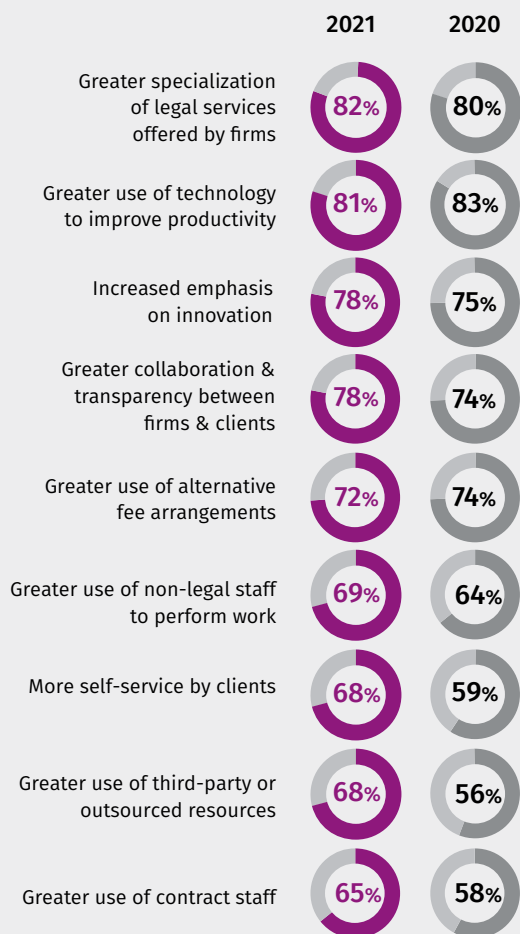 2021 2020
Greater specialization
of legal services
offered by firms
82% 80%
Greater use of technology
to improve productivity
81% 83%
Increased emphasis
on innovation
78% 75%
Greater collaboration &
transparency between
firms & clients
78% 74%
Greater use of alternative
fee arrangements
72% 74%
Greater use of non-legal staff
to perform work
69% 64%
More self-service by clients
68% 59%
Greater use of third-party or
outsourced resources
68% 56%
Greater use of contract staff
65% 58%